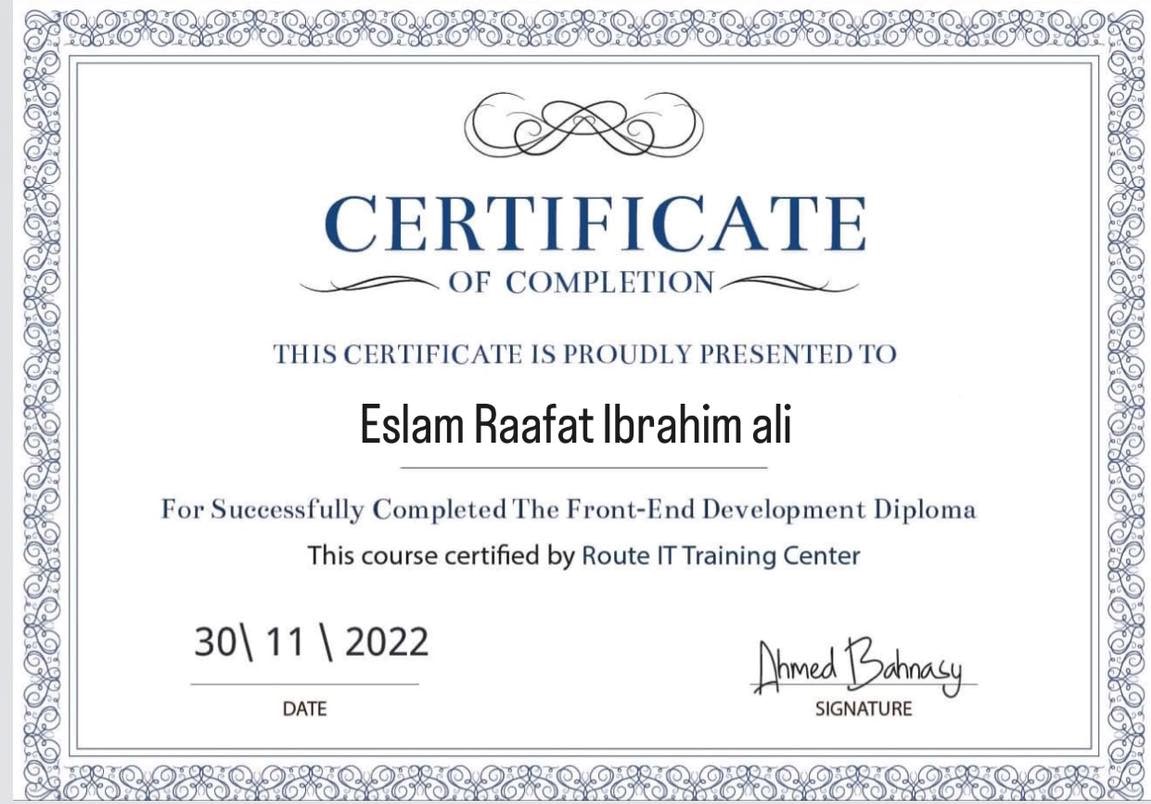 CERTIFICATE
OF COMPLETION
THIS CERTIFICATE IS PROUDLY PRESENTED TO
Eslam Raafat Ibrahim ali
For Successfully Completed The Front-End Development Diploma
This course certified by Route IT Training Center
30\ 11 \ 2022
Ahmed Bahnasy
DATE
SIGNATURE